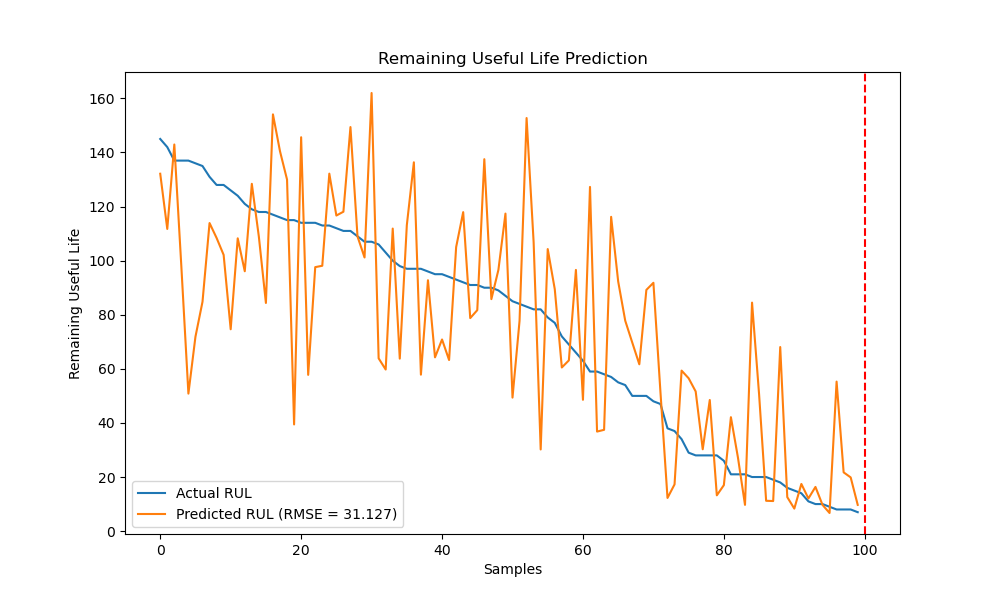 Remaining Useful Life Prediction
Remaining Useful Life
160
140
120
100
80
60
40
20
0
Actual RUL
Predicted RUL (RMSE = 31.127)
0 20 40 60 80 100
Samples